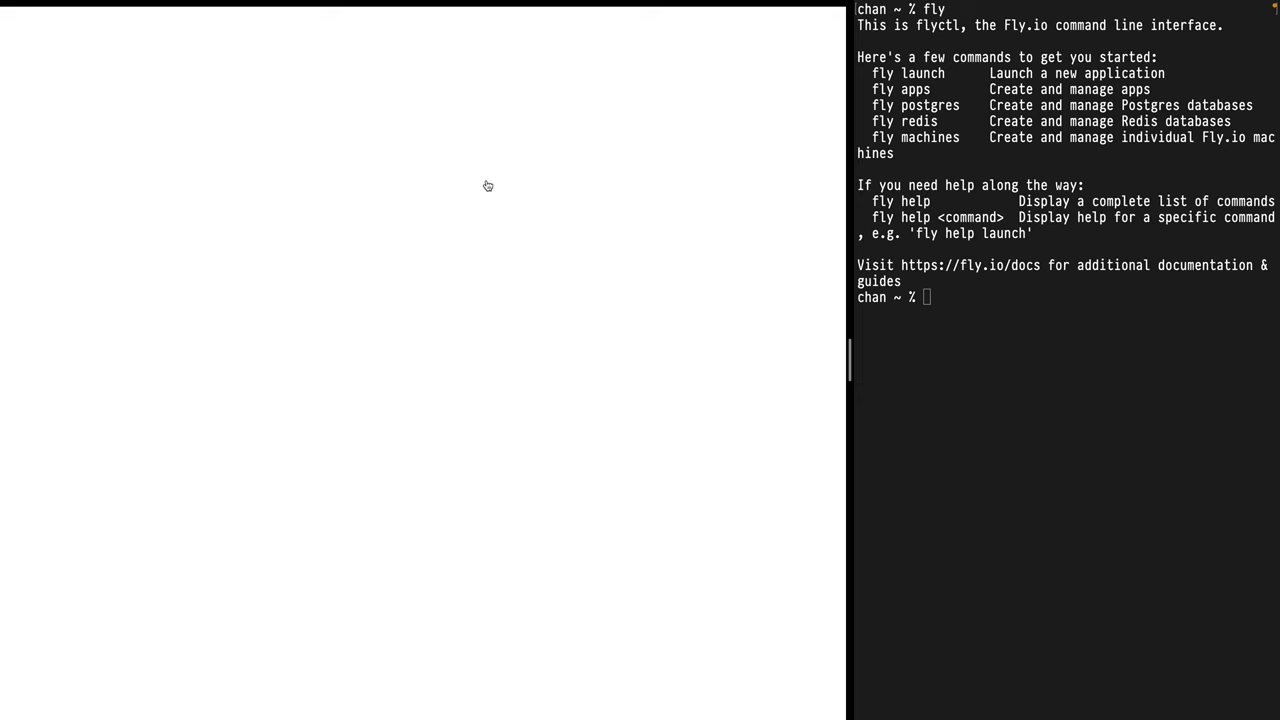 chan ~ % fly
This is flyctl, the Fly.io command line interface.
Here's a few commands to get you started:
fly launch      Launch a new application
fly apps        Create and manage apps
fly postgres    Create and manage Postgres databases
fly redis       Create and manage Redis databases
fly machines    Create and manage individual Fly.io mac
hines
If you need help along the way:
fly help            Display a complete list of commands
fly help <command>  Display help for a specific command
, e.g. 'fly help launch'
Visit https://fly.io/docs for additional documentation &
guides
chan ~ %